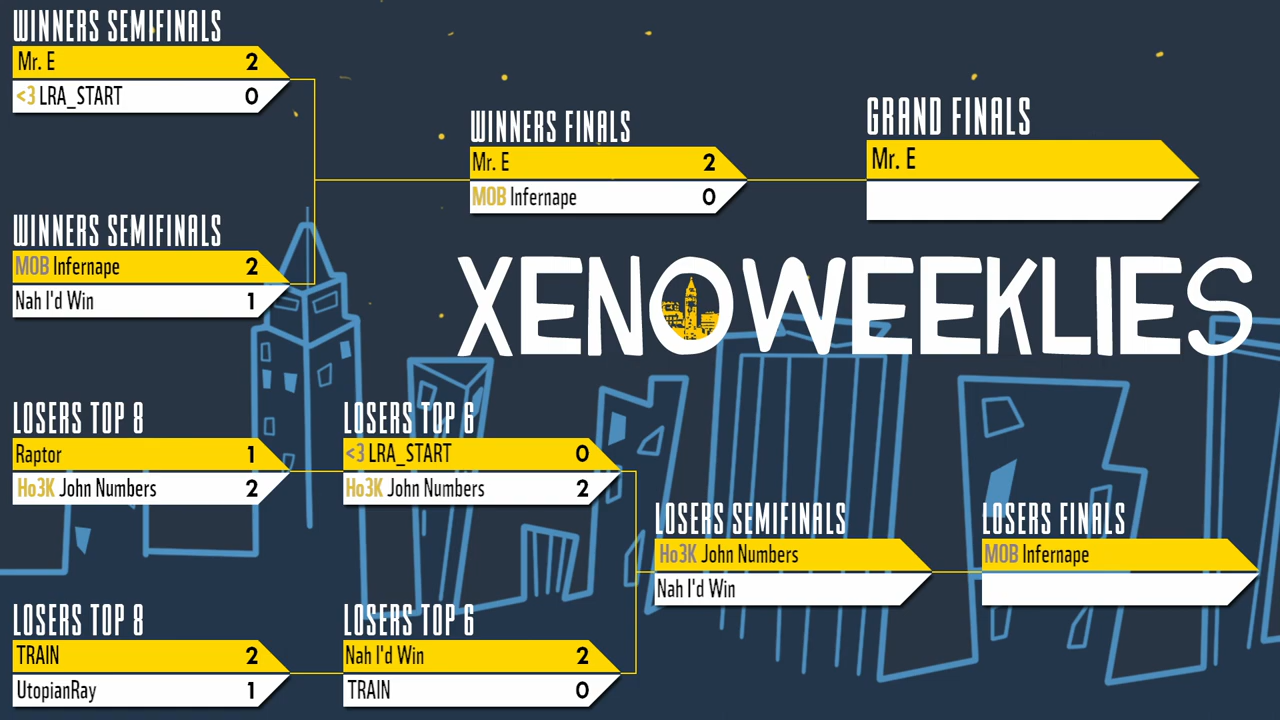 WINNERS SEMIFINALS
Mr. E 2
<3 LRA_START 0
WINNERS FINALS
Mr. E 2
MOB Infernape 0
GRAND FINALS
Mr. E
WINNERS SEMIFINALS
MOB Infernape 2
Nah I'd Win 1
XENOWEEKLIES
LOSERS TOP 8
Raptor 1
Ho3K John Numbers 2
LOSERS TOP 6
<3 LRA_START 0
Ho3K John Numbers 2
LOSERS SEMIFINALS
Ho3K John Numbers
Nah I'd Win
LOSERS FINALS
MOB Infernape
LOSERS TOP 8
TRAIN 2
UtopianRay 1
LOSERS TOP 6
Nah I'd Win 2
TRAIN 0